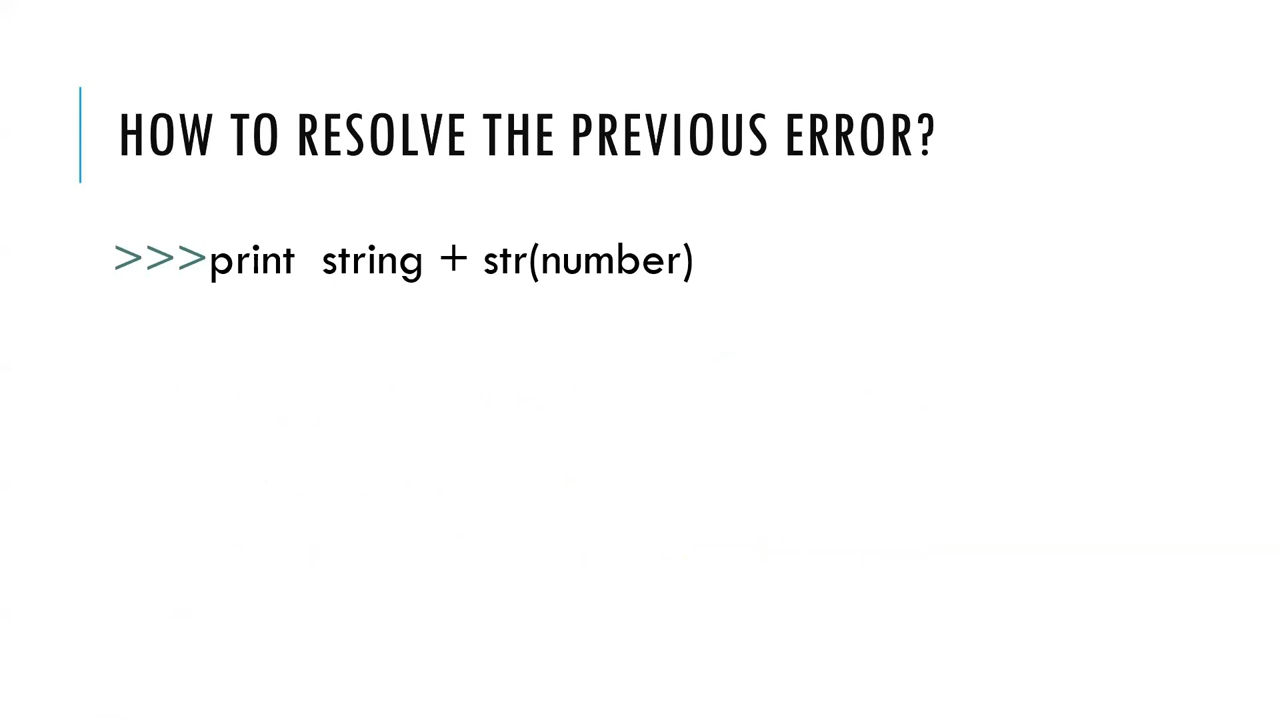 HOW TO RESOLVE THE PREVIOUS ERROR?
>>>print  string + str(number)